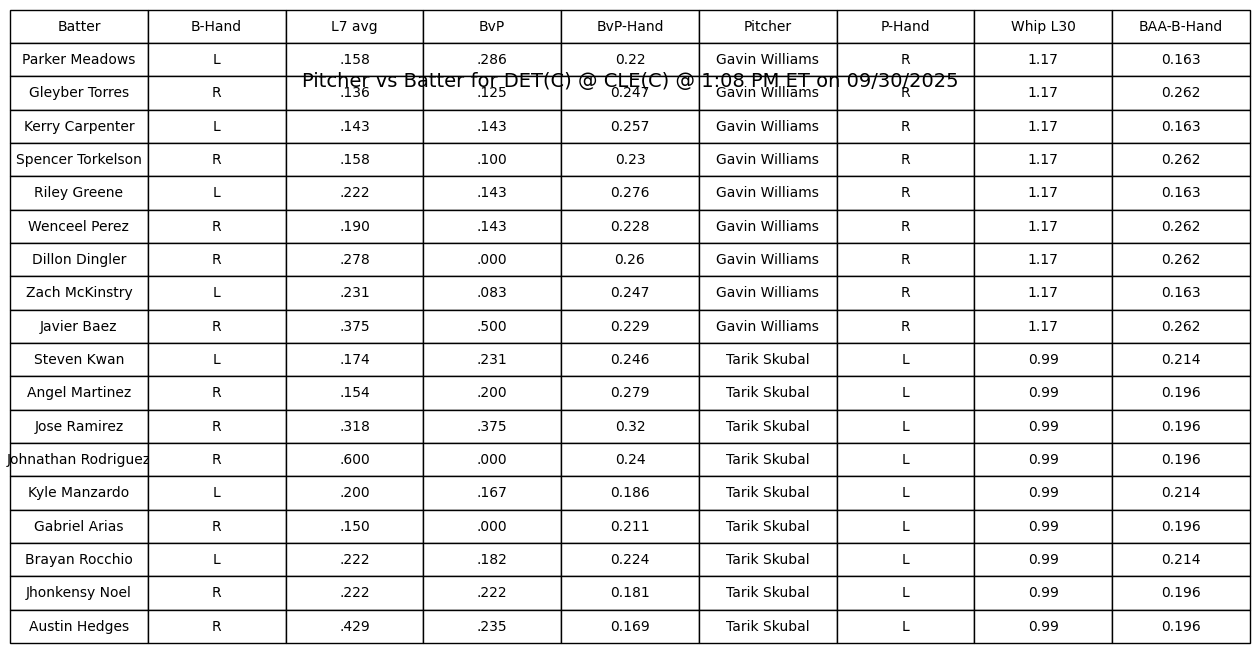 Batter B-Hand L7 avg BvP BvP-Hand Pitcher P-Hand Whip L30 BAA-B-Hand
Parker Meadows L .158 .286 0.22 Gavin Williams R 1.17 0.163
Pitcher vs Batter for DET(C) @ CLE(C) @ 1:08 PM ET on 09/30/2025
Gleyber Torres R .136 .125 0.247 Gavin Williams R 1.17 0.262
Kerry Carpenter L .143 .143 0.257 Gavin Williams R 1.17 0.163
Spencer Torkelson R .158 .100 0.23 Gavin Williams R 1.17 0.262
Riley Greene L .222 .143 0.276 Gavin Williams R 1.17 0.163
Wenceel Perez R .190 .143 0.228 Gavin Williams R 1.17 0.262
Dillon Dingler R .278 .000 0.26 Gavin Williams R 1.17 0.262
Zach McKinstry L .231 .083 0.247 Gavin Williams R 1.17 0.163
Javier Baez R .375 .500 0.229 Gavin Williams R 1.17 0.262
Steven Kwan L .174 .231 0.246 Tarik Skubal L 0.99 0.214
Angel Martinez R .154 .200 0.279 Tarik Skubal L 0.99 0.196
Jose Ramirez R .318 .375 0.32 Tarik Skubal L 0.99 0.196
Johnathan Rodriguez R .600 .000 0.24 Tarik Skubal L 0.99 0.196
Kyle Manzardo L .200 .167 0.186 Tarik Skubal L 0.99 0.214
Gabriel Arias R .150 .000 0.211 Tarik Skubal L 0.99 0.196
Brayan Rocchio L .222 .182 0.224 Tarik Skubal L 0.99 0.214
Jhonkensy Noel R .222 .222 0.181 Tarik Skubal L 0.99 0.196
Austin Hedges R .429 .235 0.169 Tarik Skubal L 0.99 0.196